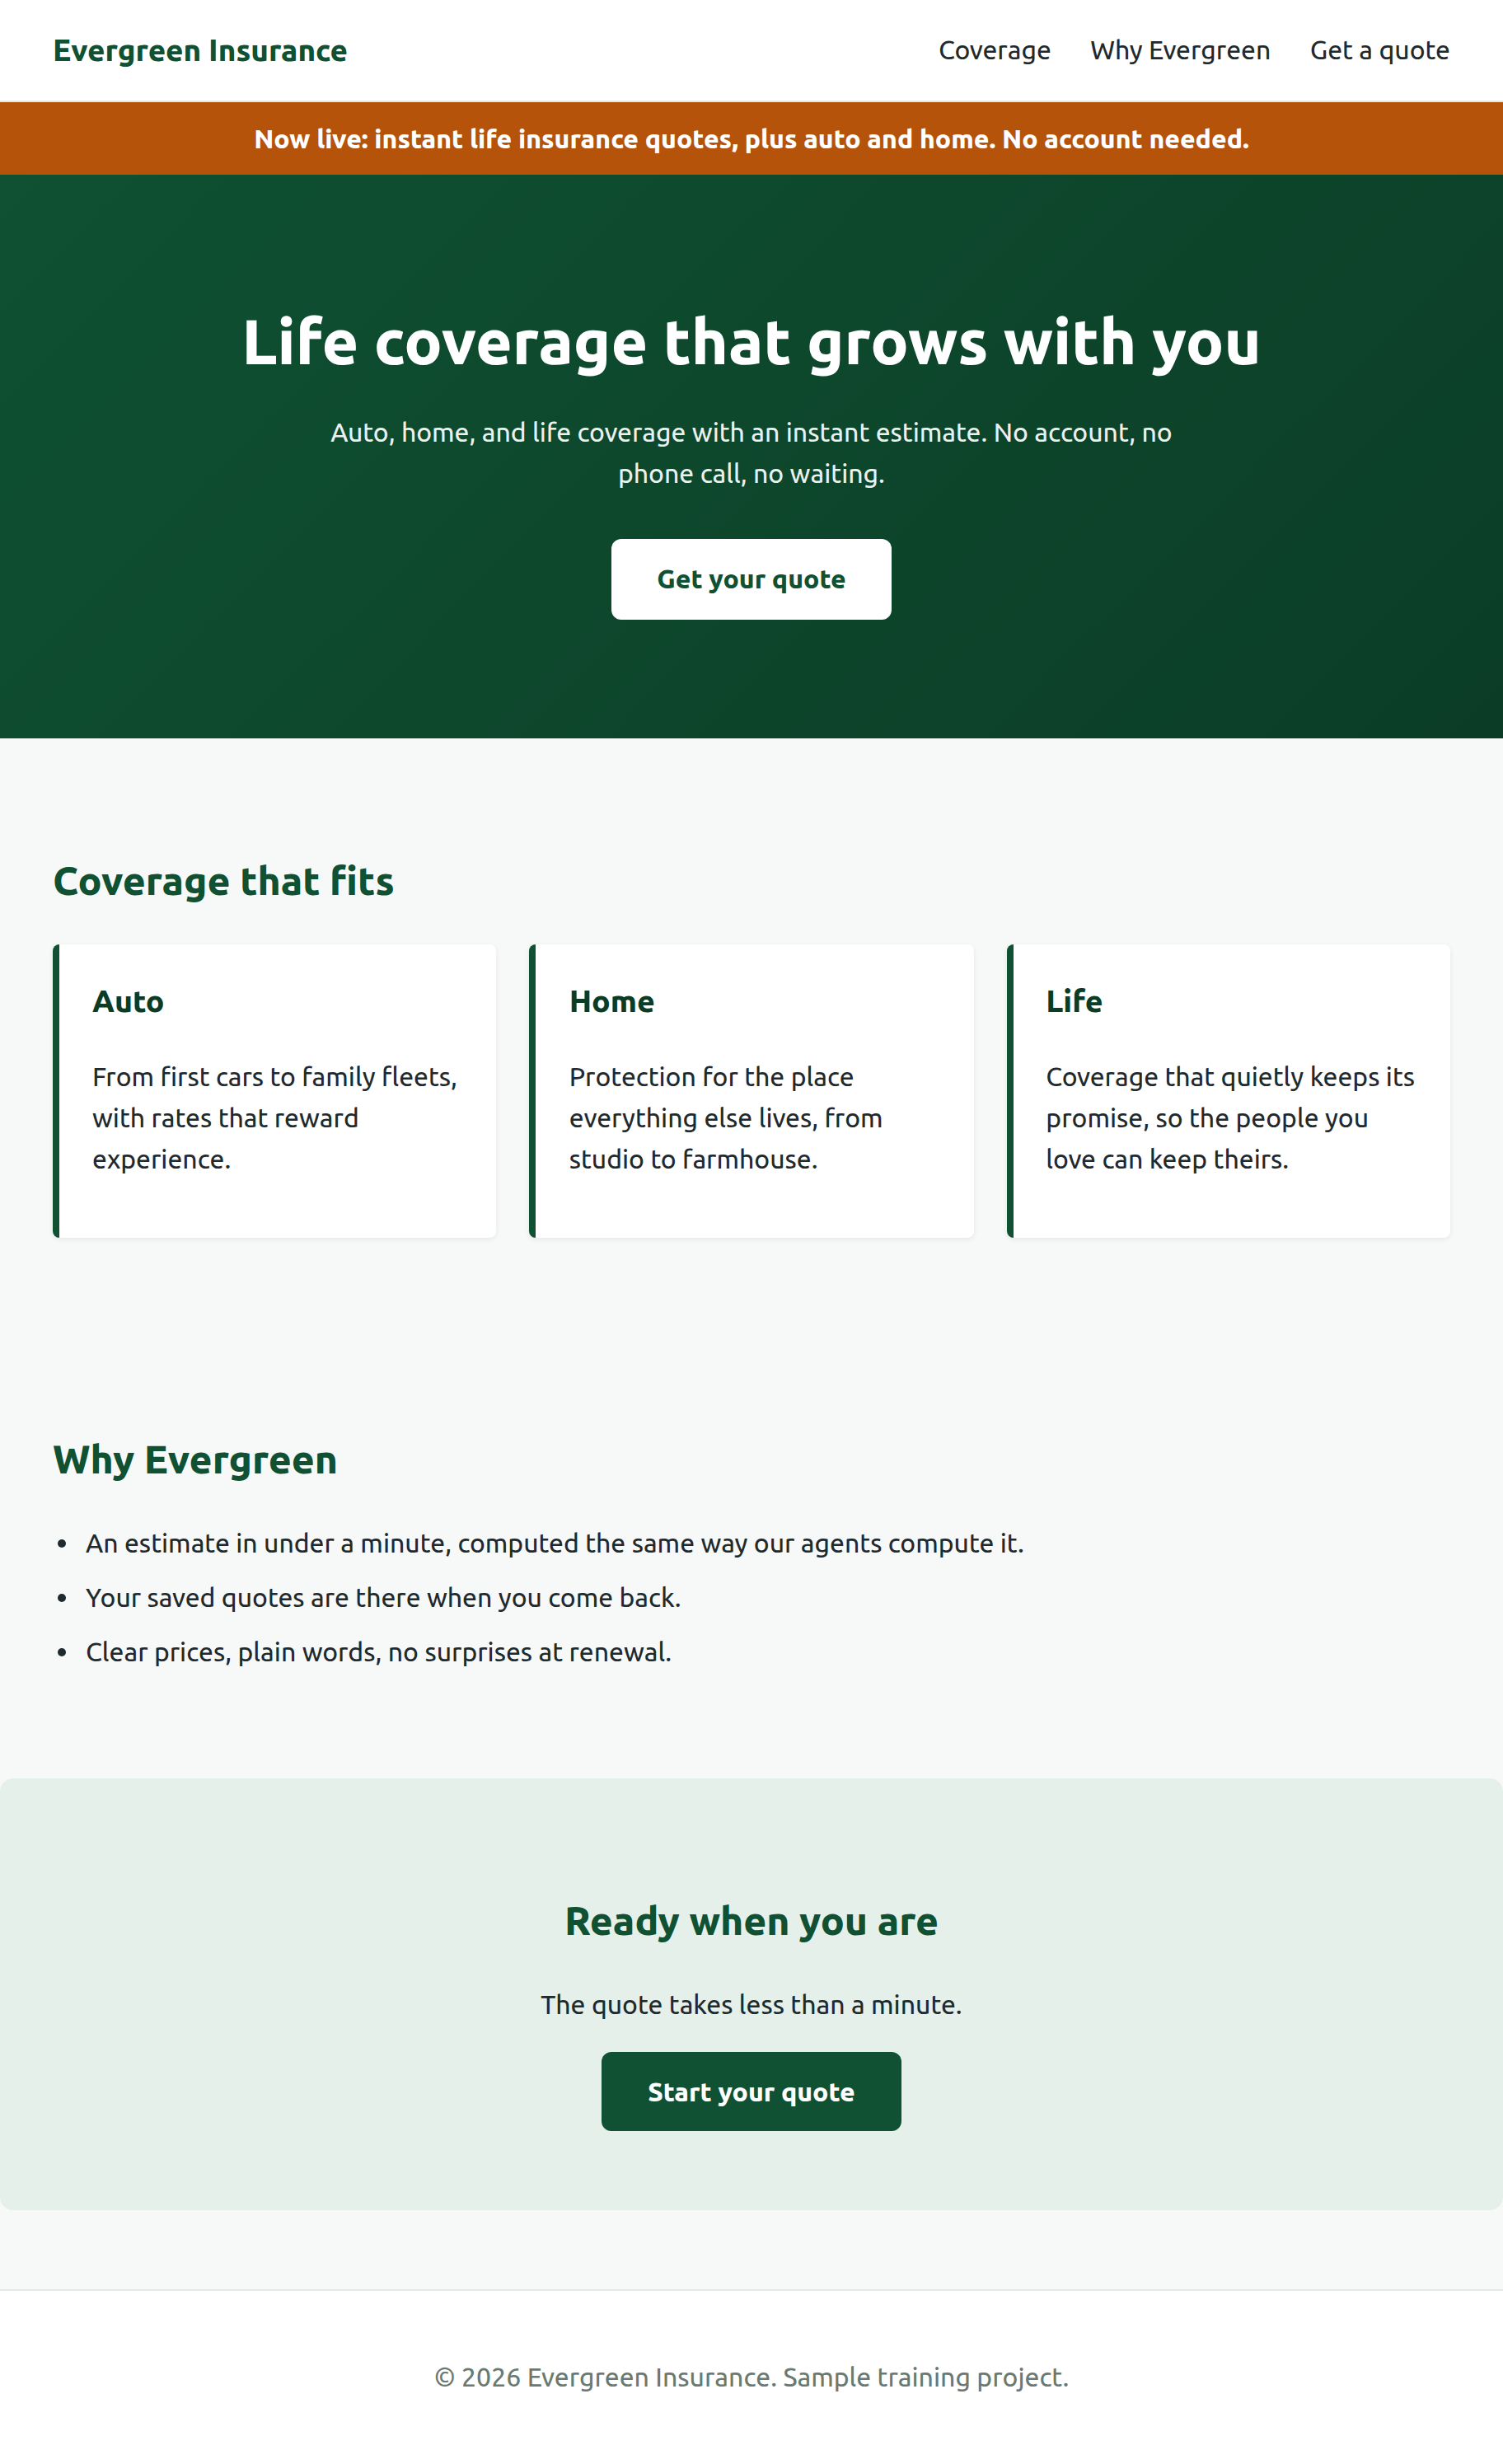 Evergreen Insurance
Coverage
Why Evergreen
Get a quote
Now live: instant life insurance quotes, plus auto and home. No account needed.
Life coverage that grows with you
Auto, home, and life coverage with an instant estimate. No account, no
phone call, no waiting.
Get your quote
Coverage that fits
Auto
From first cars to family fleets,
with rates that reward
experience.
Home
Protection for the place
everything else lives, from
studio to farmhouse.
Life
Coverage that quietly keeps its
promise, so the people you
love can keep theirs.
Why Evergreen
• An estimate in under a minute, computed the same way our agents compute it.
• Your saved quotes are there when you come back.
• Clear prices, plain words, no surprises at renewal.
Ready when you are
The quote takes less than a minute.
Start your quote
© 2026 Evergreen Insurance. Sample training project.